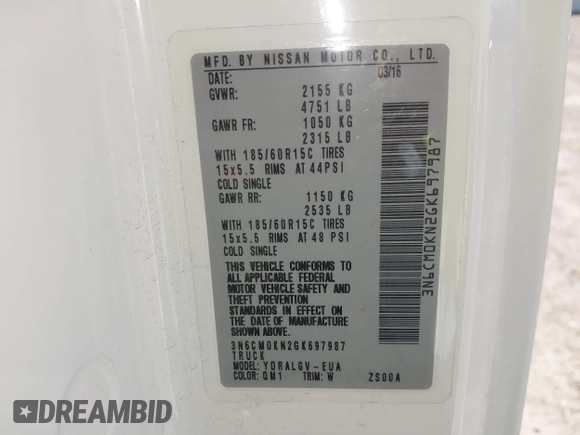 MFD. BY NISSAN MOTOR CO., LTD.
DATE: 03/16
GVWR: 2155 KG
4751 LB
GAWR FR: 1050 KG
2315 LB
WITH 185/60R15C TIRES
15x5.5 RIMS AT 44PSI
COLD SINGLE
GAWR RR: 1150 KG
2535 LB
WITH 185/60R15C TIRES
15x5.5 RIMS AT 48 PSI
COLD SINGLE
THIS VEHICLE CONFORMS TO
ALL APPLICABLE FEDERAL
MOTOR VEHICLE SAFETY AND
THEFT PREVENTION
STANDARDS IN EFFECT ON THE
DATE OF MANUFACTURE SHOWN
ABOVE.
3N6CM0KN2GK697987
TRUCK
MODEL: YDRALGV-EUA
COLOR: QM1 TRIM: W ZS00A
3N6CM0KN2GK697987
DREAMBID